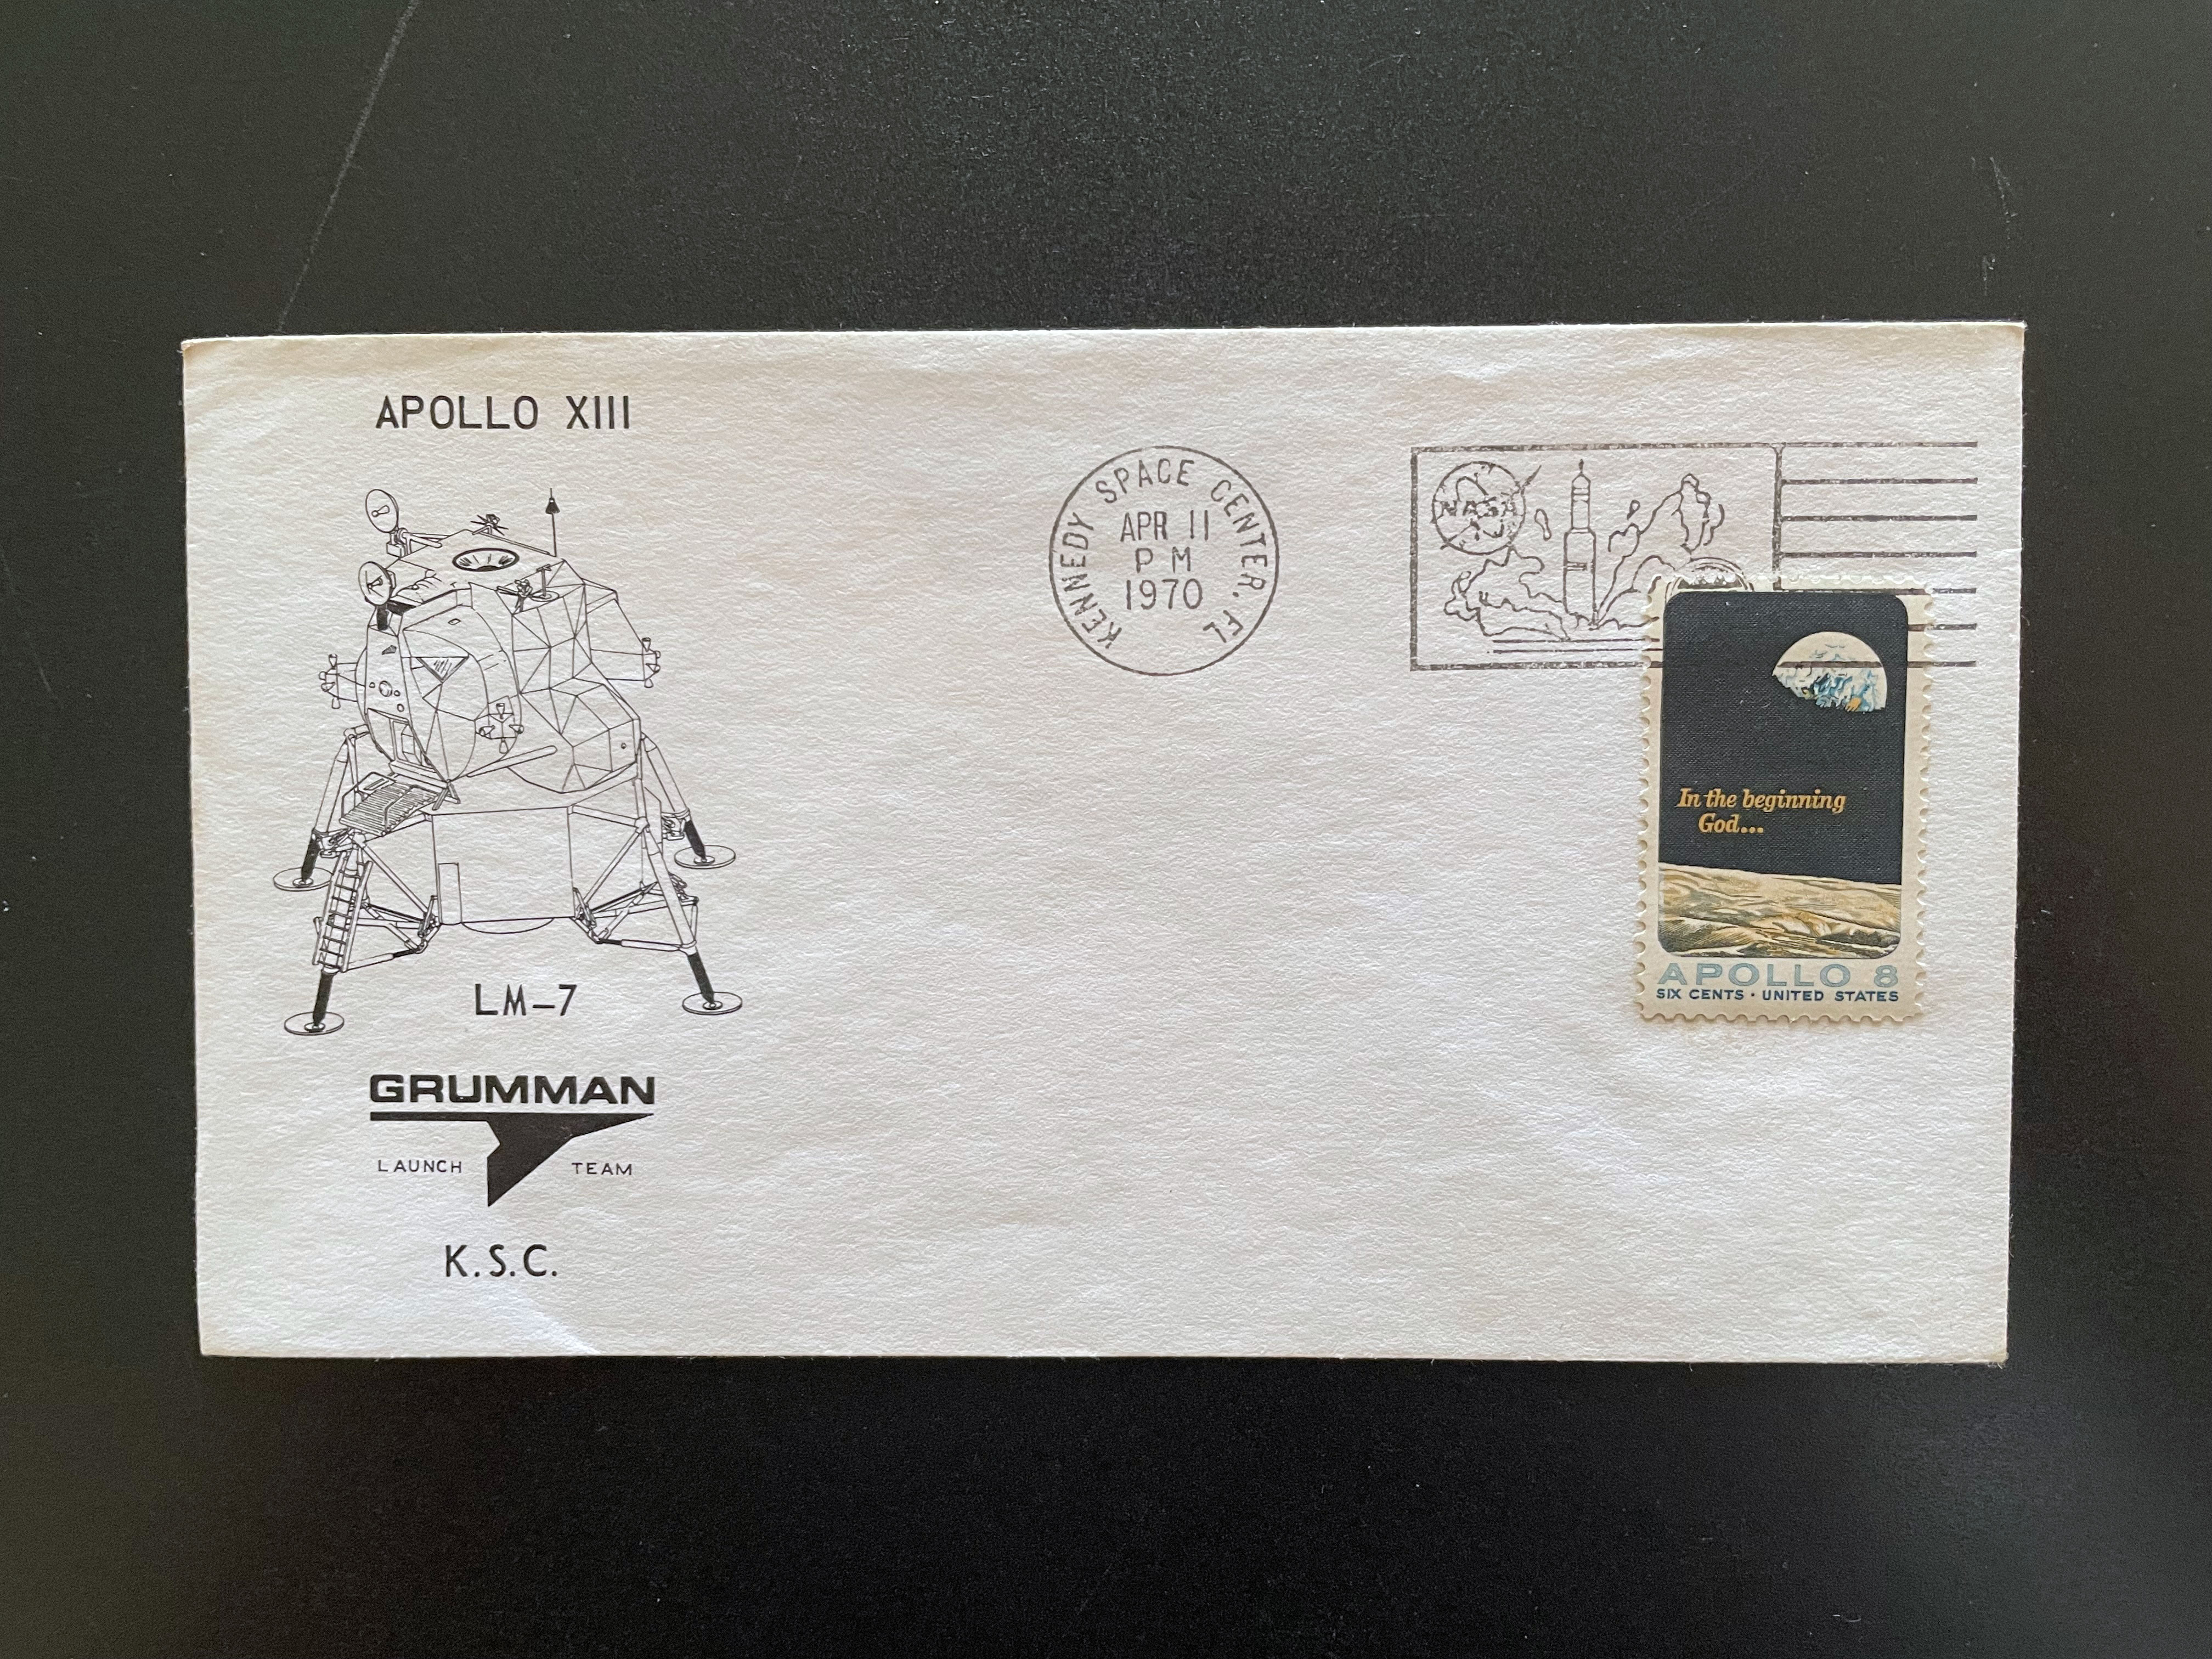 APOLLO XIII
LM-7
GRUMMAN
LAUNCH TEAM
K.S.C.
KENNEDY SPACE CENTER, FL
APR 11
PM
1970
NASA
In the beginning
God...
APOLLO 8
SIX CENTS • UNITED STATES